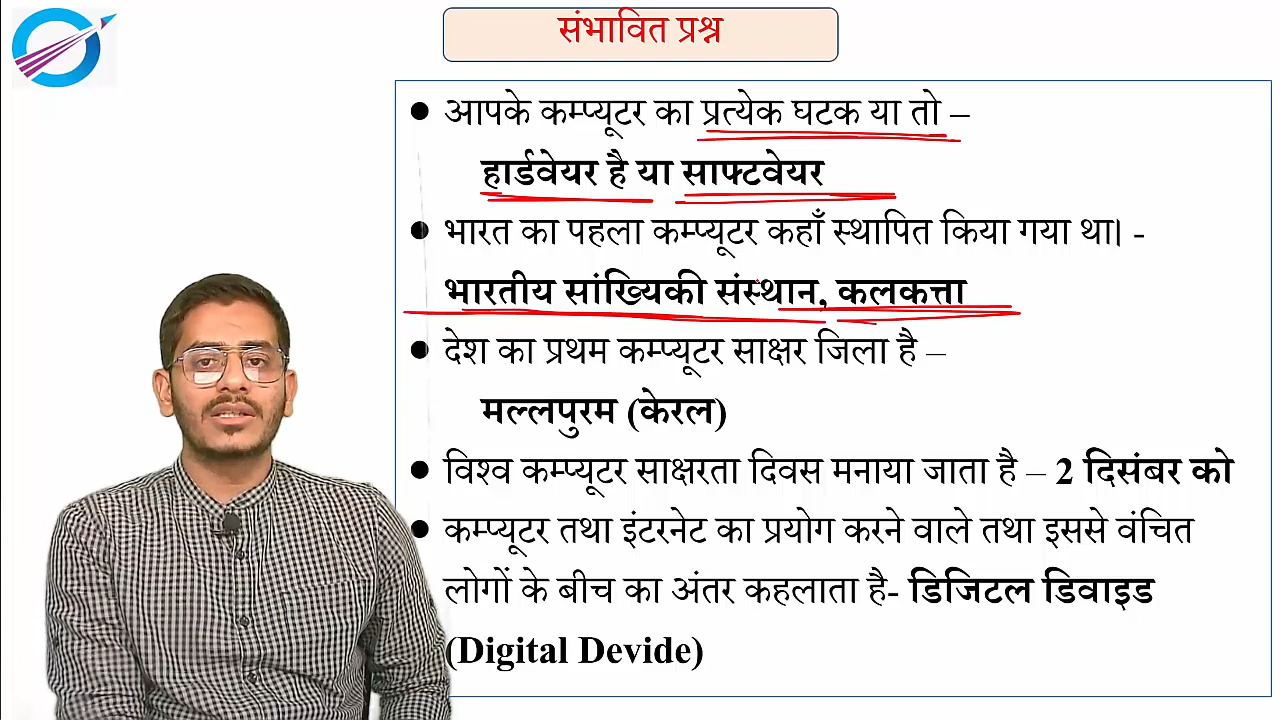 संभावित प्रश्न
● आपके कम्प्यूटर का प्रत्येक घटक या तो –
हार्डवेयर है या साफ्टवेयर
● भारत का पहला कम्प्यूटर कहाँ स्थापित किया गया था। -
भारतीय सांख्यिकी संस्थान, कलकत्ता
● देश का प्रथम कम्प्यूटर साक्षर जिला है –
मल्लपुरम (केरल)
● विश्व कम्प्यूटर साक्षरता दिवस मनाया जाता है – 2 दिसंबर को
● कम्प्यूटर तथा इंटरनेट का प्रयोग करने वाले तथा इससे वंचित
लोगों के बीच का अंतर कहलाता है- डिजिटल डिवाइड
(Digital Devide)